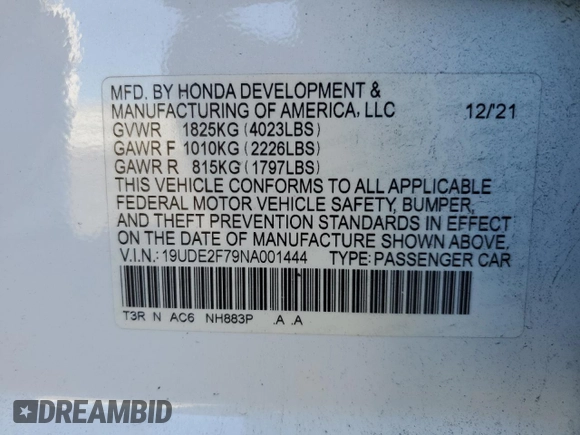 MFD. BY HONDA DEVELOPMENT &
MANUFACTURING OF AMERICA, LLC 12/'21
GVWR 1825KG (4023LBS)
GAWR F 1010KG (2226LBS)
GAWR R 815KG (1797LBS)
THIS VEHICLE CONFORMS TO ALL APPLICABLE
FEDERAL MOTOR VEHICLE SAFETY, BUMPER,
AND THEFT PREVENTION STANDARDS IN EFFECT
ON THE DATE OF MANUFACTURE SHOWN ABOVE.
V.I.N.: 19UDE2F79NA001444 TYPE: PASSENGER CAR
T3R N AC6 NH883P .A .A
DREAMBID